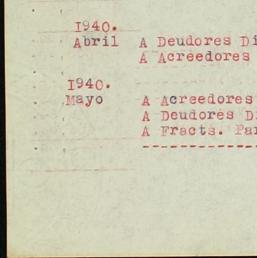 1940.
Abril A Deudores Di
A Acreedores
1940.
Mayo A Acreedores
A Deudores D
A Fracts. Par